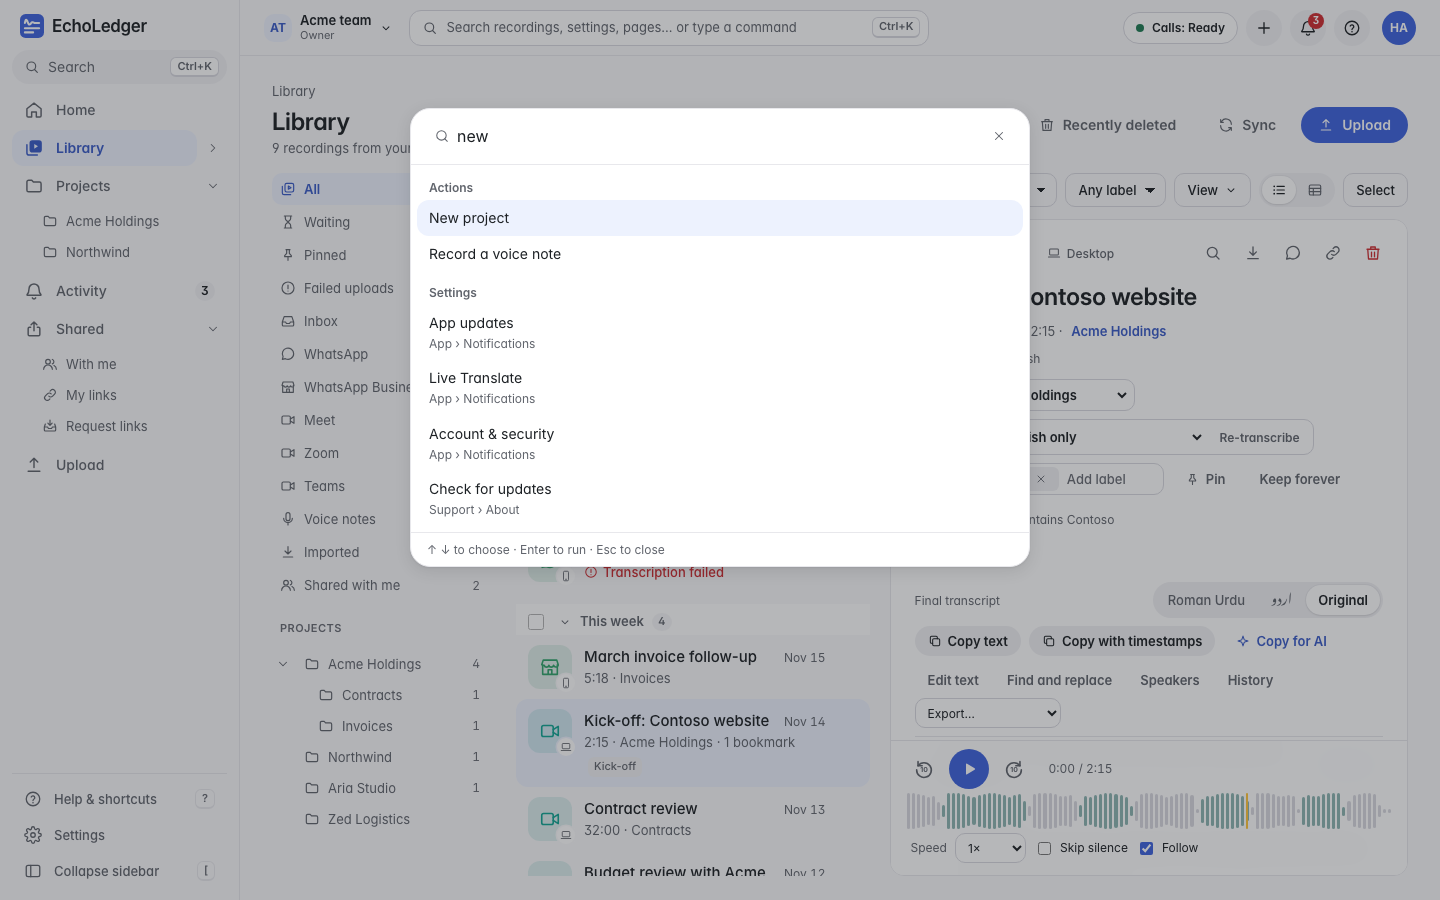 EchoLedger
Search Ctrl+K
Home
Library
Projects
Acme Holdings
Northwind
Activity 3
Shared
With me
My links
Request links
Upload
Help & shortcuts ?
Settings
Collapse sidebar [
AT Acme team
Owner
Search recordings, settings, pages... or type a command Ctrl+K
Calls: Ready
3
HA
Library
Library
9 recordings from your
Recently deleted
Sync
Upload
All
Waiting
Pinned
Failed uploads
Inbox
WhatsApp
WhatsApp Busine
Meet
Zoom
Teams
Voice notes
Imported
Shared with me 2
PROJECTS
Acme Holdings 4
Contracts 1
Invoices 1
Northwind 1
Aria Studio 1
Zed Logistics
new
Actions
New project
Record a voice note
Settings
App updates
App › Notifications
Live Translate
App › Notifications
Account & security
App › Notifications
Check for updates
Support › About
↑ ↓ to choose · Enter to run · Esc to close
Transcription failed
This week 4
March invoice follow-up Nov 15
5:18 · Invoices
Kick-off: Contoso website Nov 14
2:15 · Acme Holdings · 1 bookmark
Kick-off
Contract review Nov 13
32:00 · Contracts
Budget review with Acme Nov 12
Any label
View
Select
Desktop
ontoso website
2:15 · Acme Holdings
sh
oldings
ish only Re-transcribe
Add label Pin Keep forever
ntains Contoso
Final transcript Roman Urdu اردو Original
Copy text Copy with timestamps Copy for AI
Edit text Find and replace Speakers History
Export...
10 10 0:00 / 2:15
Speed 1× Skip silence Follow